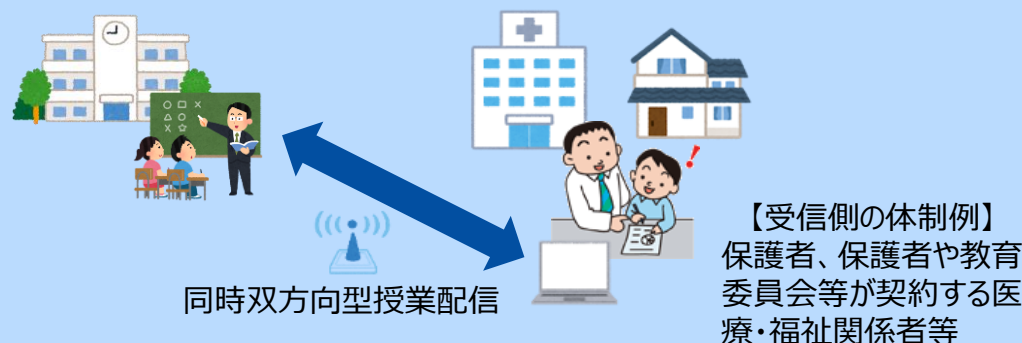 【受信側の体制例】
保護者、保護者や教育
委員会等が契約する医
療・福祉関係者等
同時双方向型授業配信